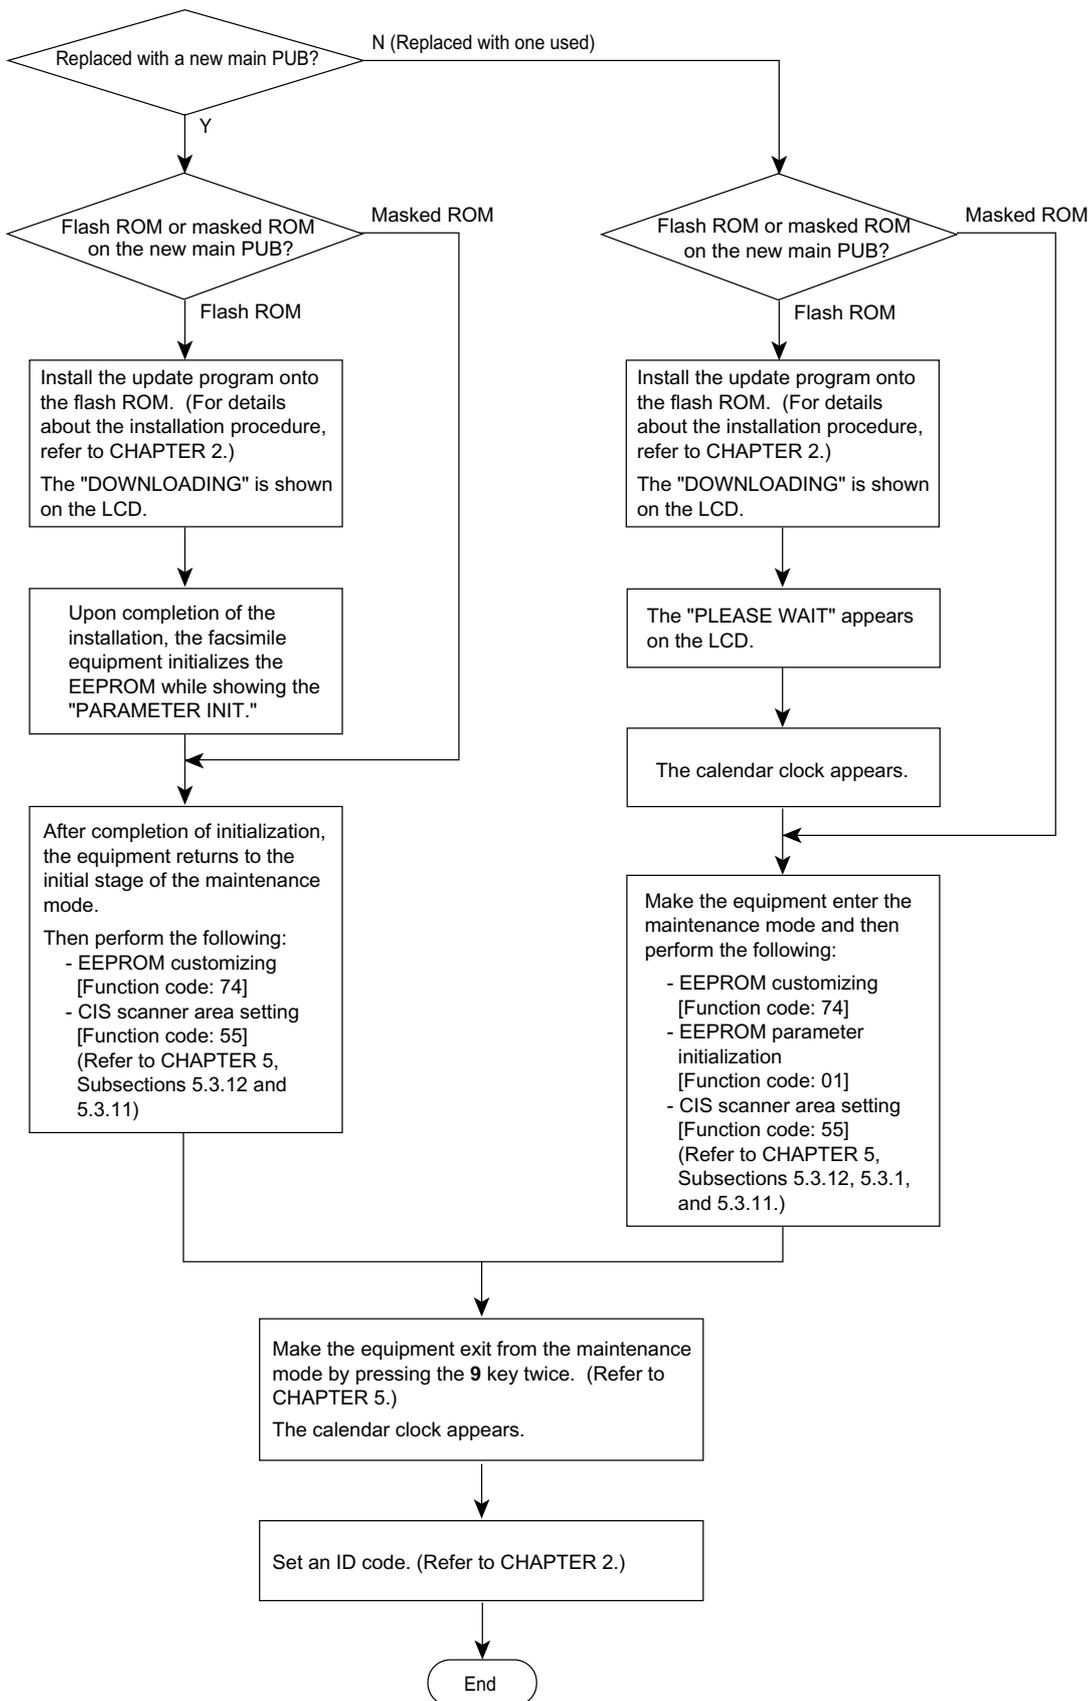 Replaced with a new main PUB?
N (Replaced with one used)
Y
Flash ROM or masked ROM
on the new main PUB?
Masked ROM
Flash ROM
Install the update program onto
the flash ROM.  (For details
about the installation procedure,
refer to CHAPTER 2.)
The "DOWNLOADING" is shown
on the LCD.
Upon completion of the
installation, the facsimile
equipment initializes the
EEPROM while showing the
"PARAMETER INIT."
After completion of initialization,
the equipment returns to the
initial stage of the maintenance
mode.
Then perform the following:
- EEPROM customizing
[Function code: 74]
- CIS scanner area setting
[Function code: 55]
(Refer to CHAPTER 5,
Subsections 5.3.12 and
5.3.11)
Flash ROM or masked ROM
on the new main PUB?
Masked ROM
Flash ROM
Install the update program onto
the flash ROM.  (For details
about the installation procedure,
refer to CHAPTER 2.)
The "DOWNLOADING" is shown
on the LCD.
The "PLEASE WAIT" appears
on the LCD.
The calendar clock appears.
Make the equipment enter the
maintenance mode and then
perform the following:
- EEPROM customizing
[Function code: 74]
- EEPROM parameter
initialization
[Function code: 01]
- CIS scanner area setting
[Function code: 55]
(Refer to CHAPTER 5,
Subsections 5.3.12, 5.3.1,
and 5.3.11.)
Make the equipment exit from the maintenance
mode by pressing the 9 key twice.  (Refer to
CHAPTER 5.)
The calendar clock appears.
Set an ID code. (Refer to CHAPTER 2.)
End